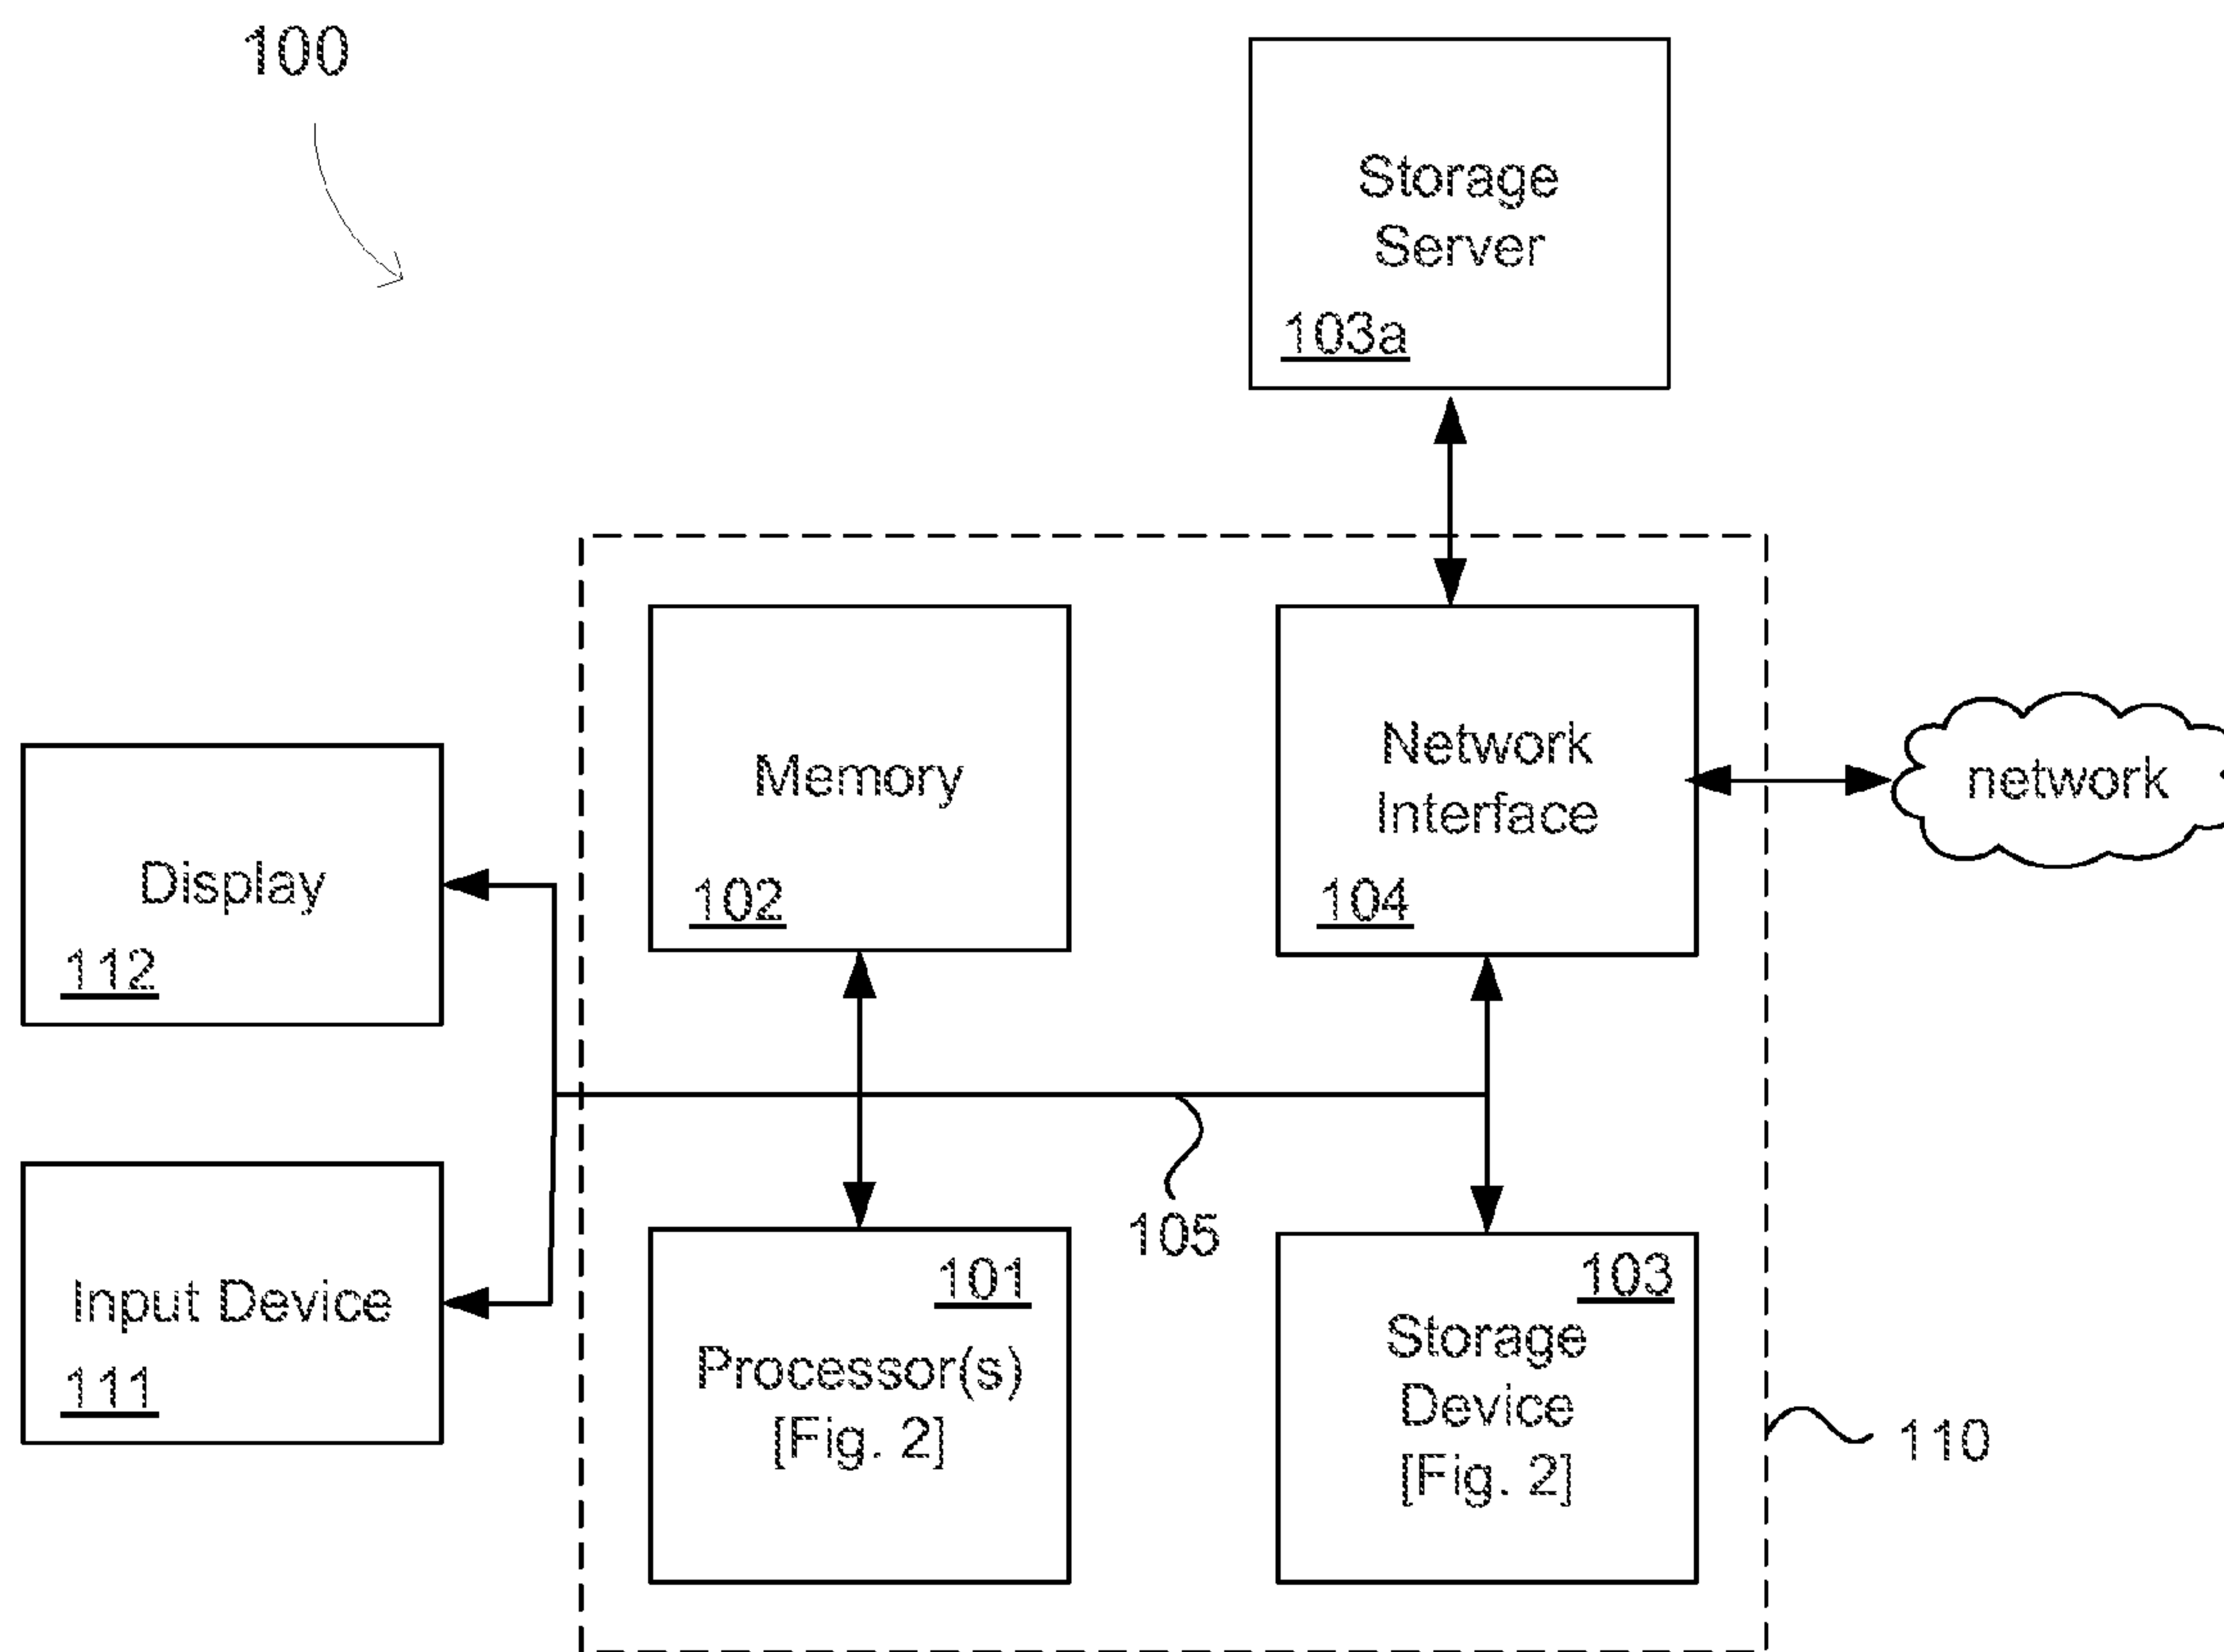 100
Storage
Server
103a
Memory
102
Network
Interface
104
network
Display
112
Input Device
111
105
101
Processor(s)
[Fig. 2]
103
Storage
Device
[Fig. 2]
110